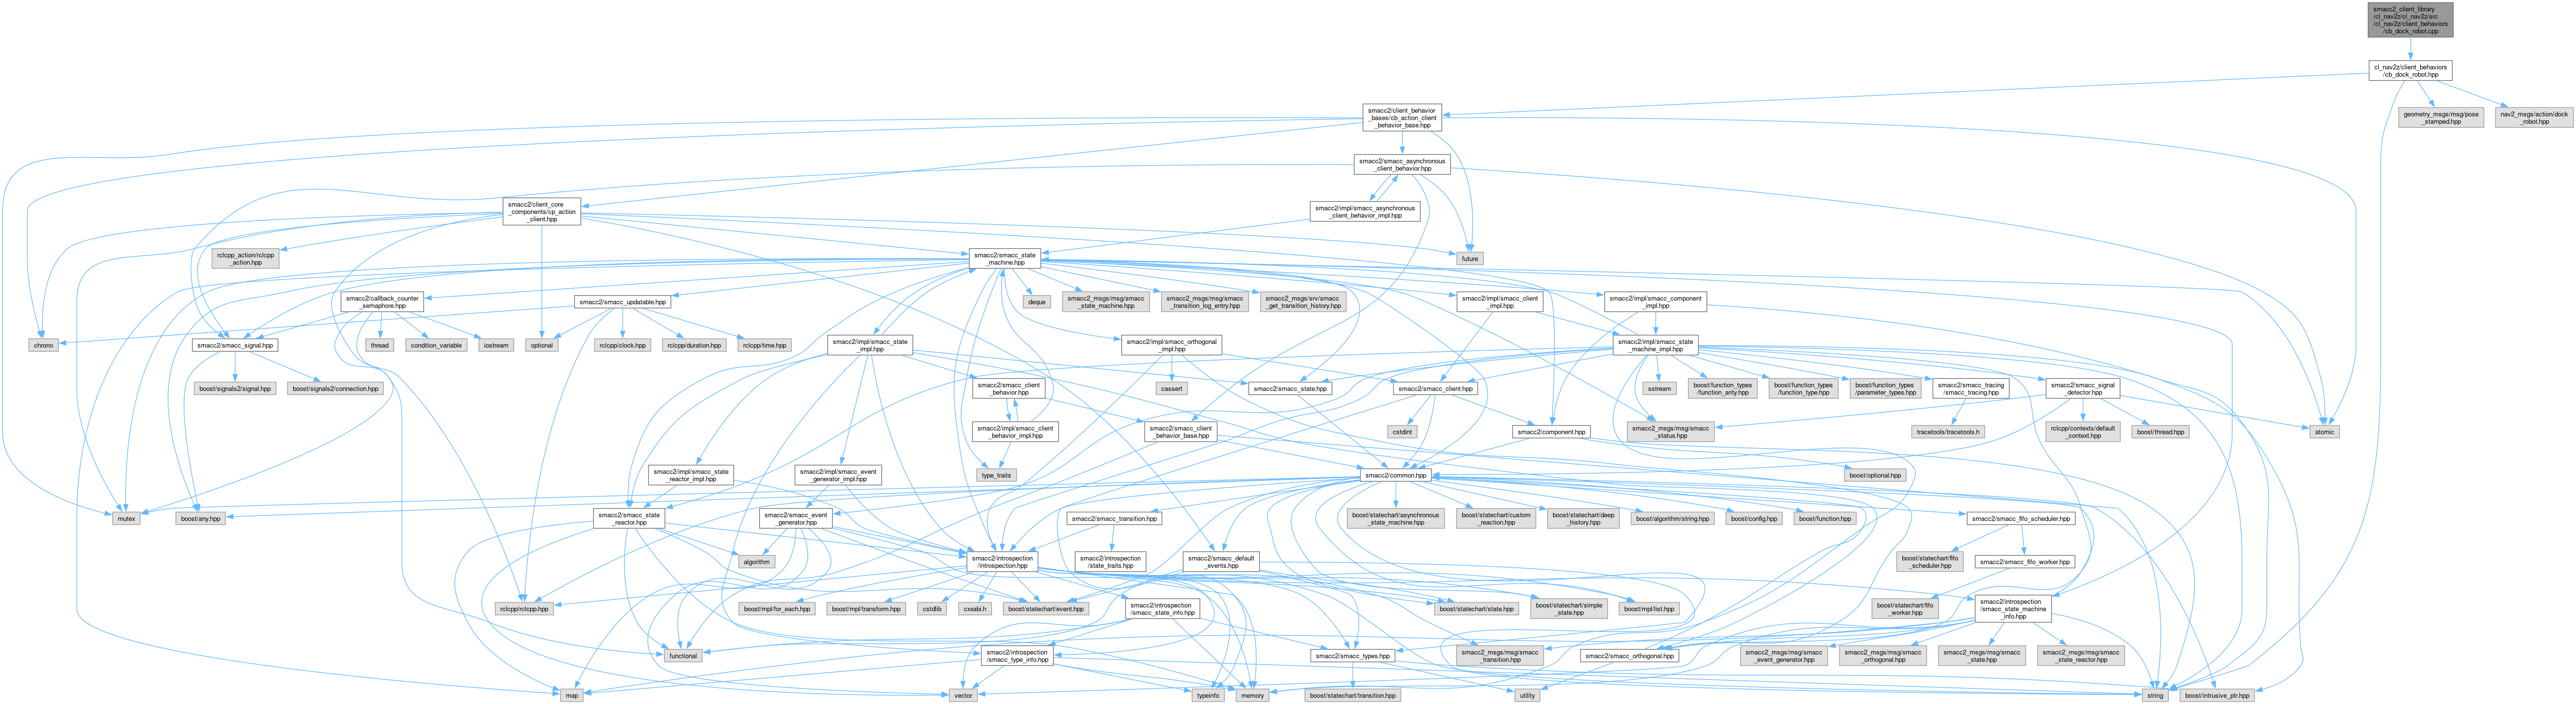 smacc2_client_library
/cl_nav2z/cl_nav2z/src
/cl_nav2z/client_behaviors
/cb_dock_robot.cpp
cl_nav2z/client_behaviors
/cb_dock_robot.hpp
smacc2/client_behavior
_bases/cb_action_client
_behavior_base.hpp
geometry_msgs/msg/pose
_stamped.hpp
nav2_msgs/action/dock
_robot.hpp
smacc2/smacc_asynchronous
_client_behavior.hpp
smacc2/client_core
_components/cp_action
_client.hpp
smacc2/impl/smacc_asynchronous
_client_behavior_impl.hpp
rclcpp_action/rclcpp
_action.hpp
smacc2/smacc_state
_machine.hpp
future
smacc2/callback_counter
_semaphore.hpp
smacc2/smacc_updatable.hpp
deque
smacc2_msgs/msg/smacc
_state_machine.hpp
smacc2_msgs/msg/smacc
_transition_log_entry.hpp
smacc2_msgs/srv/smacc
_get_transition_history.hpp
smacc2/impl/smacc_client
_impl.hpp
smacc2/impl/smacc_component
_impl.hpp
chrono
smacc2/smacc_signal.hpp
thread
condition_variable
iostream
optional
rclcpp/clock.hpp
rclcpp/duration.hpp
rclcpp/time.hpp
smacc2/impl/smacc_state
_impl.hpp
smacc2/impl/smacc_orthogonal
_impl.hpp
smacc2/impl/smacc_state
_machine_impl.hpp
atomic
boost/signals2/signal.hpp
boost/signals2/connection.hpp
smacc2/smacc_client
_behavior.hpp
cassert
smacc2/smacc_state.hpp
smacc2/smacc_client.hpp
sstream
boost/function_types
/function_arity.hpp
boost/function_types
/function_type.hpp
boost/function_types
/parameter_types.hpp
smacc2/smacc_tracing
/smacc_tracing.hpp
smacc2/smacc_signal
_detector.hpp
smacc2/impl/smacc_client
_behavior_impl.hpp
smacc2/smacc_client
_behavior_base.hpp
cstdint
smacc2/component.hpp
smacc2_msgs/msg/smacc
_status.hpp
tracetools/tracetools.h
rclcpp/contexts/default
_context.hpp
boost/thread.hpp
smacc2/impl/smacc_state
_reactor_impl.hpp
smacc2/impl/smacc_event
_generator_impl.hpp
type_traits
smacc2/common.hpp
boost/optional.hpp
mutex
boost/any.hpp
smacc2/smacc_state
_reactor.hpp
smacc2/smacc_event
_generator.hpp
smacc2/smacc_transition.hpp
boost/statechart/asynchronous
_state_machine.hpp
boost/statechart/custom
_reaction.hpp
boost/statechart/deep
_history.hpp
boost/algorithm/string.hpp
boost/config.hpp
boost/function.hpp
smacc2/smacc_fifo_scheduler.hpp
algorithm
smacc2/introspection
/introspection.hpp
smacc2/introspection
/state_traits.hpp
smacc2/smacc_default
_events.hpp
boost/statechart/fifo
_scheduler.hpp
smacc2/smacc_fifo_worker.hpp
rclcpp/rclcpp.hpp
boost/mpl/for_each.hpp
boost/mpl/transform.hpp
cstdlib
cxxabi.h
boost/statechart/event.hpp
smacc2/introspection
/smacc_state_info.hpp
boost/statechart/state.hpp
boost/statechart/simple
_state.hpp
boost/mpl/list.hpp
boost/statechart/fifo
_worker.hpp
smacc2/introspection
/smacc_state_machine
_info.hpp
functional
smacc2/introspection
/smacc_type_info.hpp
smacc2/smacc_types.hpp
smacc2_msgs/msg/smacc
_transition.hpp
smacc2/smacc_orthogonal.hpp
smacc2_msgs/msg/smacc
_event_generator.hpp
smacc2_msgs/msg/smacc
_orthogonal.hpp
smacc2_msgs/msg/smacc
_state.hpp
smacc2_msgs/msg/smacc
_state_reactor.hpp
map
vector
typeinfo
memory
boost/statechart/transition.hpp
utility
string
boost/intrusive_ptr.hpp